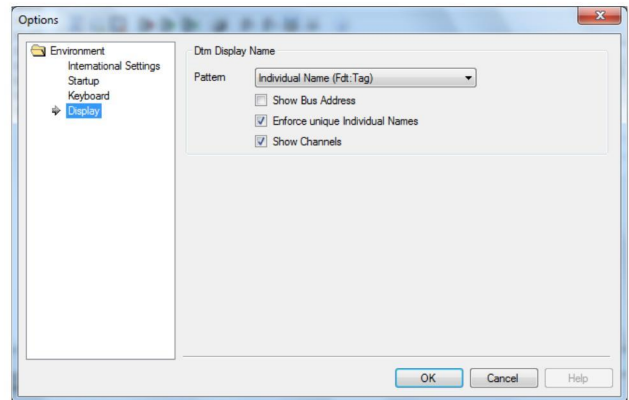 Options
Environment
International Settings
Startup
Keyboard
Display
Dtm Display Name
Pattern
Individual Name (Fdt:Tag)
Show Bus Address
Enforce unique Individual Names
Show Channels
OK
Cancel
Help